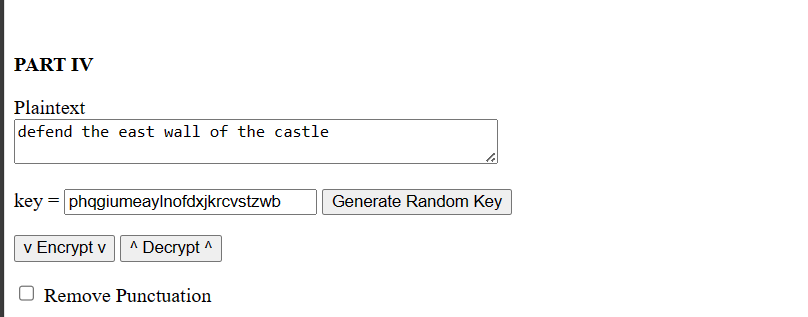 PART IV
Plaintext
defend the east wall of the castle
key = phqgiumeaylnofdxjkrcvstzwb Generate Random Key
v Encrypt v ^ Decrypt ^
Remove Punctuation